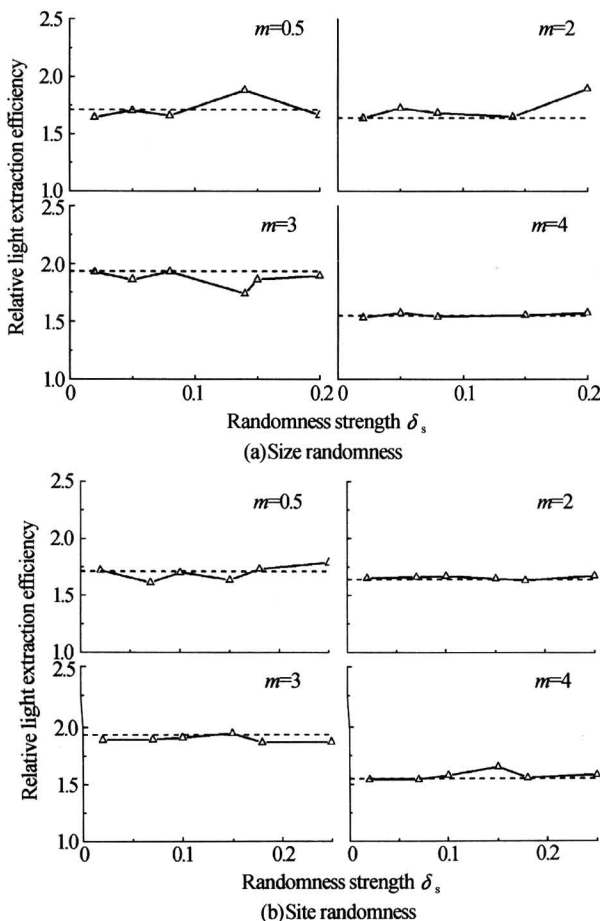 m=0.5
m=2
2.5
2.0
1.5
1.0
m=3
m=4
2.5
2.0
1.5
1.0
0
0.1
0.2
0
0.1
0.2
Relative light extraction efficiency
Randomness strength δs
(a)Size randomness
m=0.5
m=2
2.5
2.0
1.5
1.0
m=3
m=4
2.5
2.0
1.5
1.0
0
0.1
0.2
0
0.1
0.2
Relative light extraction efficiency
Randomness strength δs
(b)Site randomness